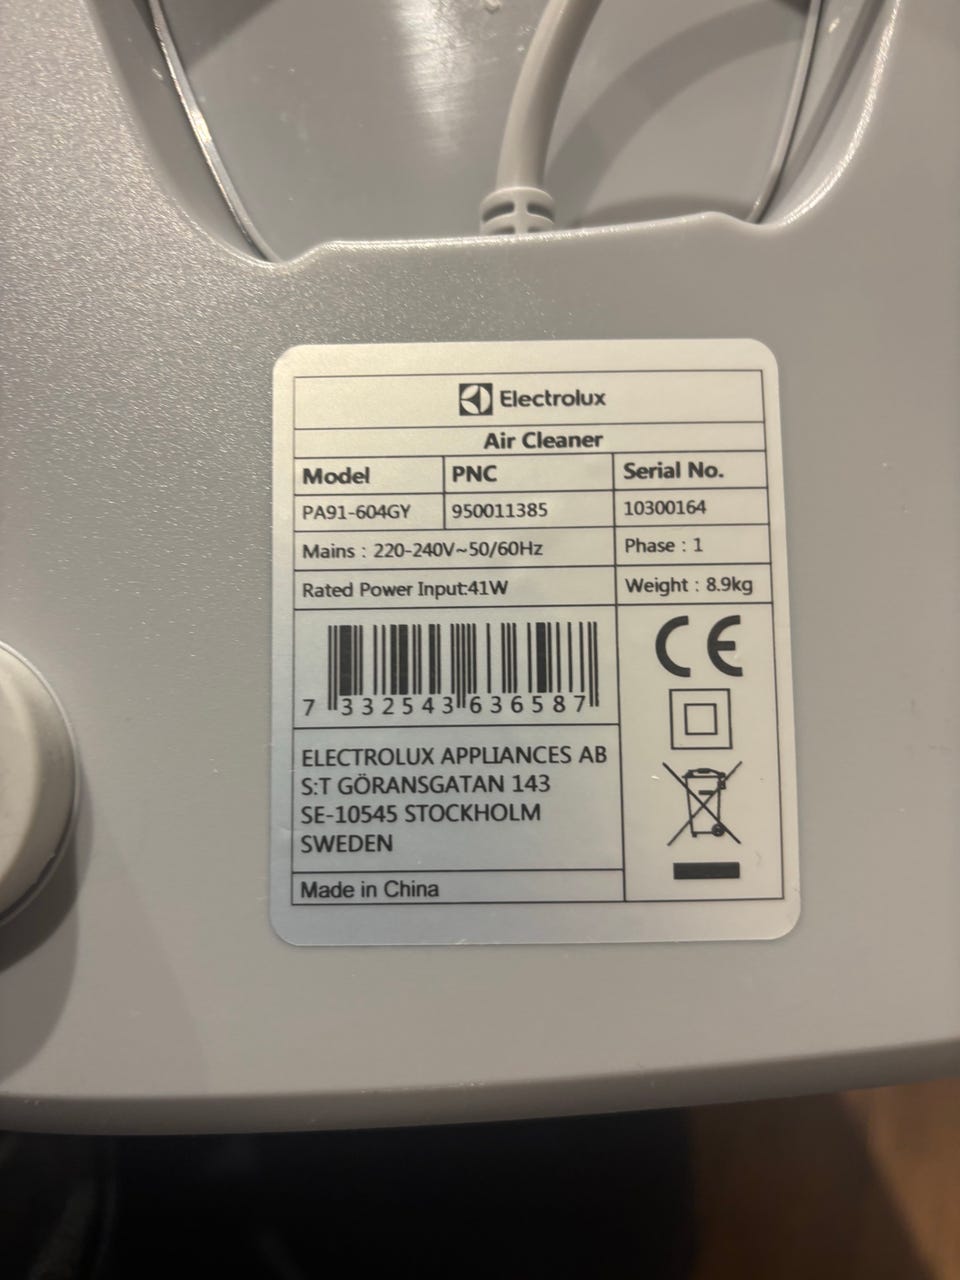 Electrolux
Air Cleaner
Model PNC Serial No.
PA91-604GY 950011385 10300164
Mains : 220-240V~50/60Hz Phase : 1
Rated Power Input:41W Weight : 8.9kg
7 332543 636587
CE
ELECTROLUX APPLIANCES AB
S:T GÖRANSGATAN 143
SE-10545 STOCKHOLM
SWEDEN
Made in China